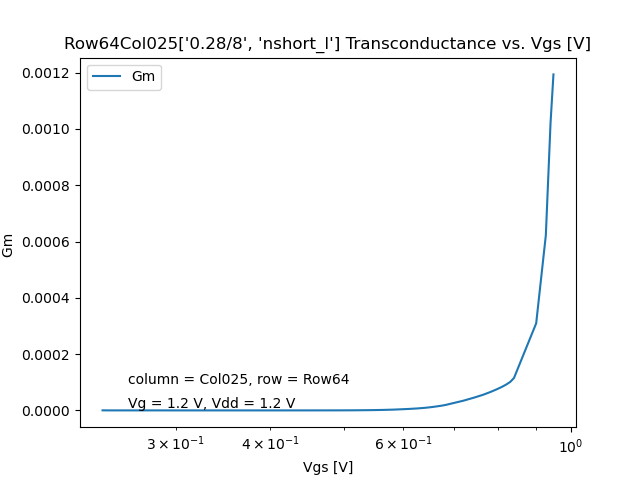 Row64Col025['0.28/8', 'nshort_l'] Transconductance vs. Vgs [V]
Gm
0.0012
0.0010
0.0008
0.0006
0.0004
0.0002
0.0000
Gm
column = Col025, row = Row64
Vg = 1.2 V, Vdd = 1.2 V
3 × 10⁻¹ 4 × 10⁻¹ 6 × 10⁻¹ 10⁰
Vgs [V]